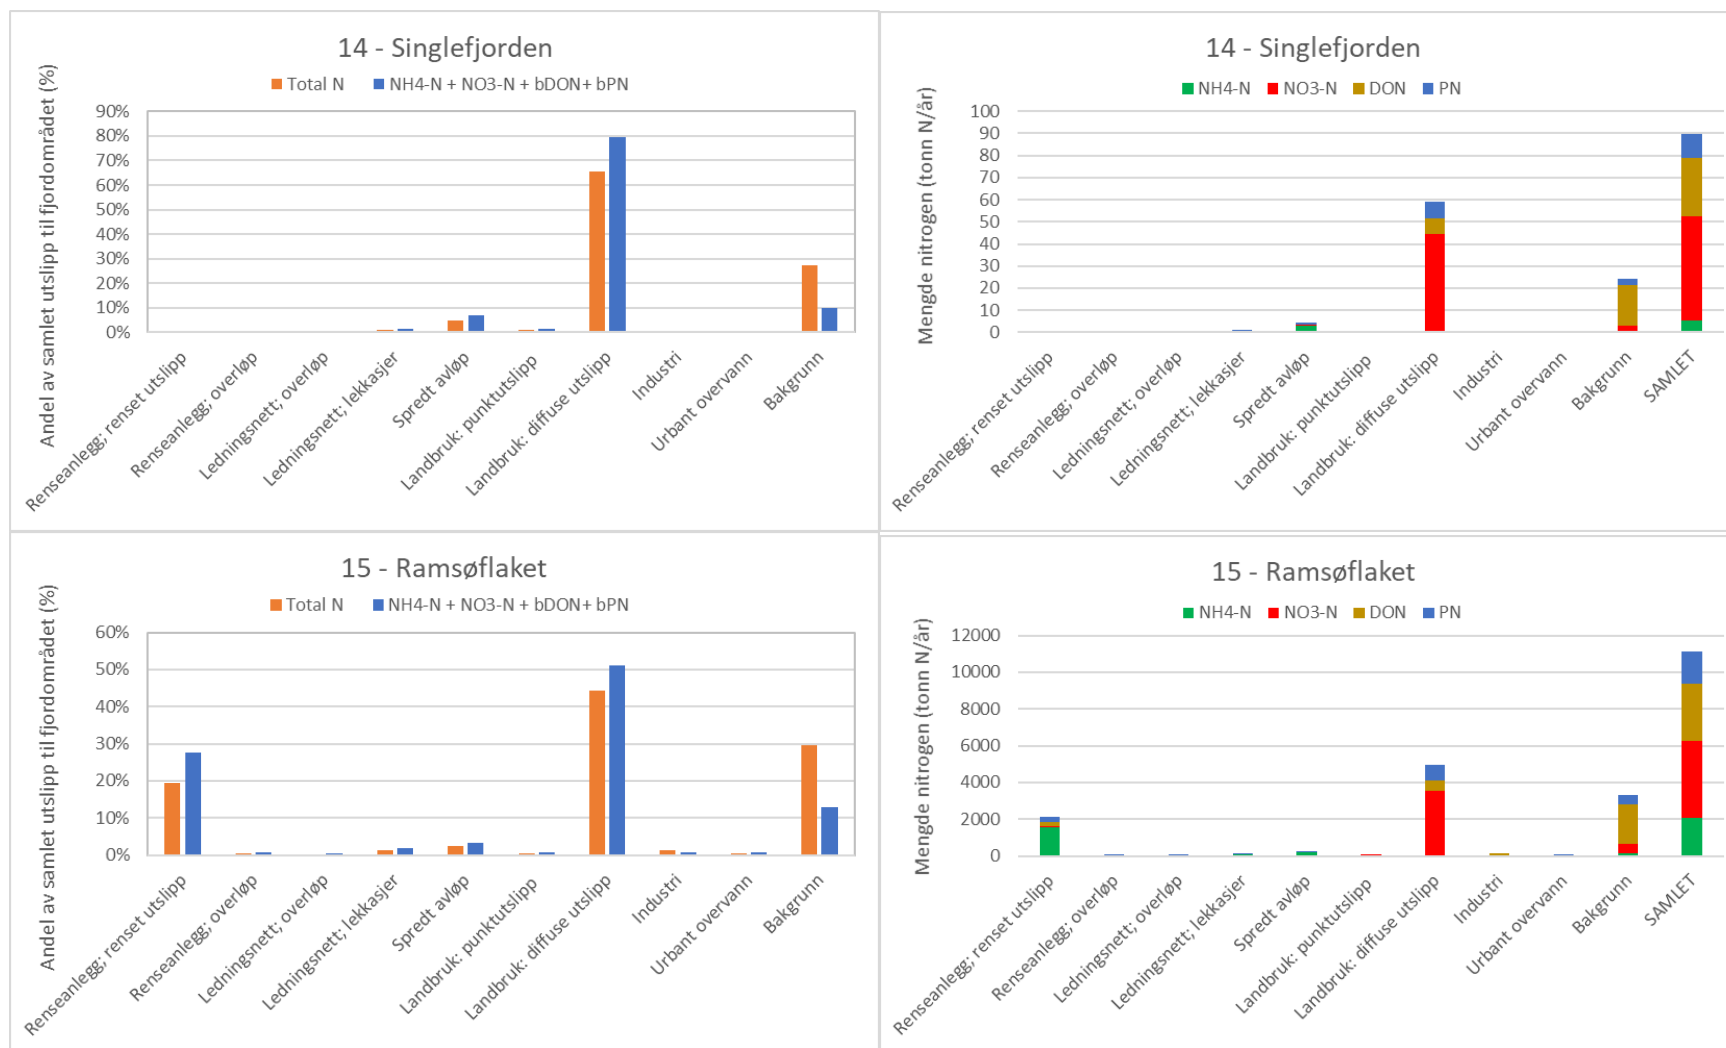 14 - Singlefjorden
Total N NH4-N + NO3-N + bDON+ bPN
Andel av samlet utslipp til fjordområdet (%)
90%
80%
70%
60%
50%
40%
30%
20%
10%
0%
Renseanlegg; renset utslipp
Renseanlegg; overløp
Ledningsnett; overløp
Ledningsnett; lekkasjer
Spredt avløp
Landbruk: punktutslipp
Landbruk: diffuse utslipp
Industri
Urbant overvann
Bakgrunn
14 - Singlefjorden
NH4-N NO3-N DON PN
Mengde nitrogen (tonn N/år)
100
90
80
70
60
50
40
30
20
10
0
Renseanlegg; renset utslipp
Renseanlegg; overløp
Ledningsnett; overløp
Ledningsnett; lekkasjer
Spredt avløp
Landbruk: punktutslipp
Landbruk: diffuse utslipp
Industri
Urbant overvann
Bakgrunn
SAMLET
15 - Ramsøflaket
Total N NH4-N + NO3-N + bDON+ bPN
Andel av samlet utslipp til fjordområdet (%)
60%
50%
40%
30%
20%
10%
0%
Renseanlegg; renset utslipp
Renseanlegg; overløp
Ledningsnett; overløp
Ledningsnett; lekkasjer
Spredt avløp
Landbruk: punktutslipp
Landbruk: diffuse utslipp
Industri
Urbant overvann
Bakgrunn
15 - Ramsøflaket
NH4-N NO3-N DON PN
Mengde nitrogen (tonn N/år)
12000
10000
8000
6000
4000
2000
0
Renseanlegg; renset utslipp
Renseanlegg; overløp
Ledningsnett; overløp
Ledningsnett; lekkasjer
Spredt avløp
Landbruk: punktutslipp
Landbruk: diffuse utslipp
Industri
Urbant overvann
Bakgrunn
SAMLET